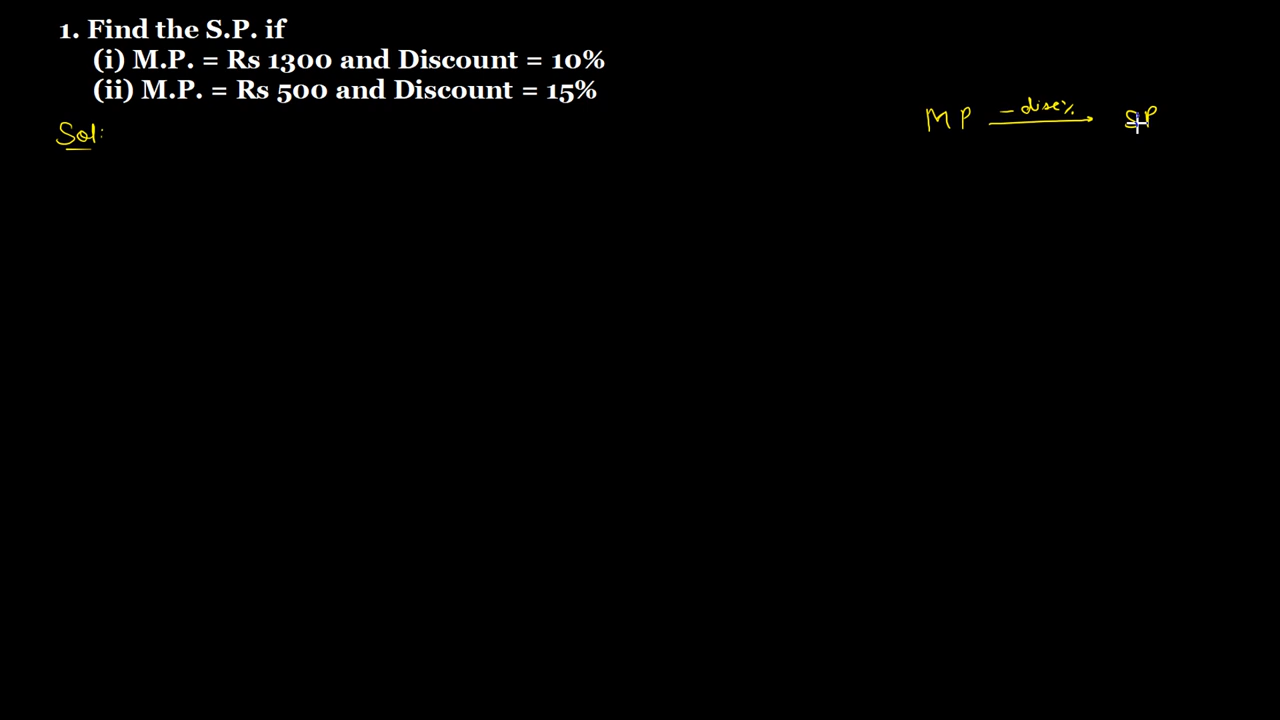 1. Find the S.P. if
(i) M.P. = Rs 1300 and Discount = 10%
(ii) M.P. = Rs 500 and Discount = 15%
Sol:
MP - disc% → SP